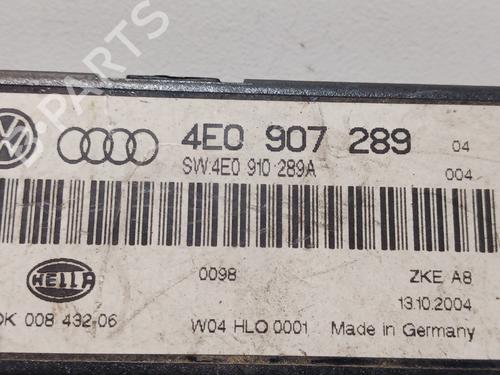 4E0 907 289 04
SW:4E0 910 289A 004
HELLA 0098 ZKE A8
13.10.2004
008 432-06 W04 HLO 0001 Made in Germany